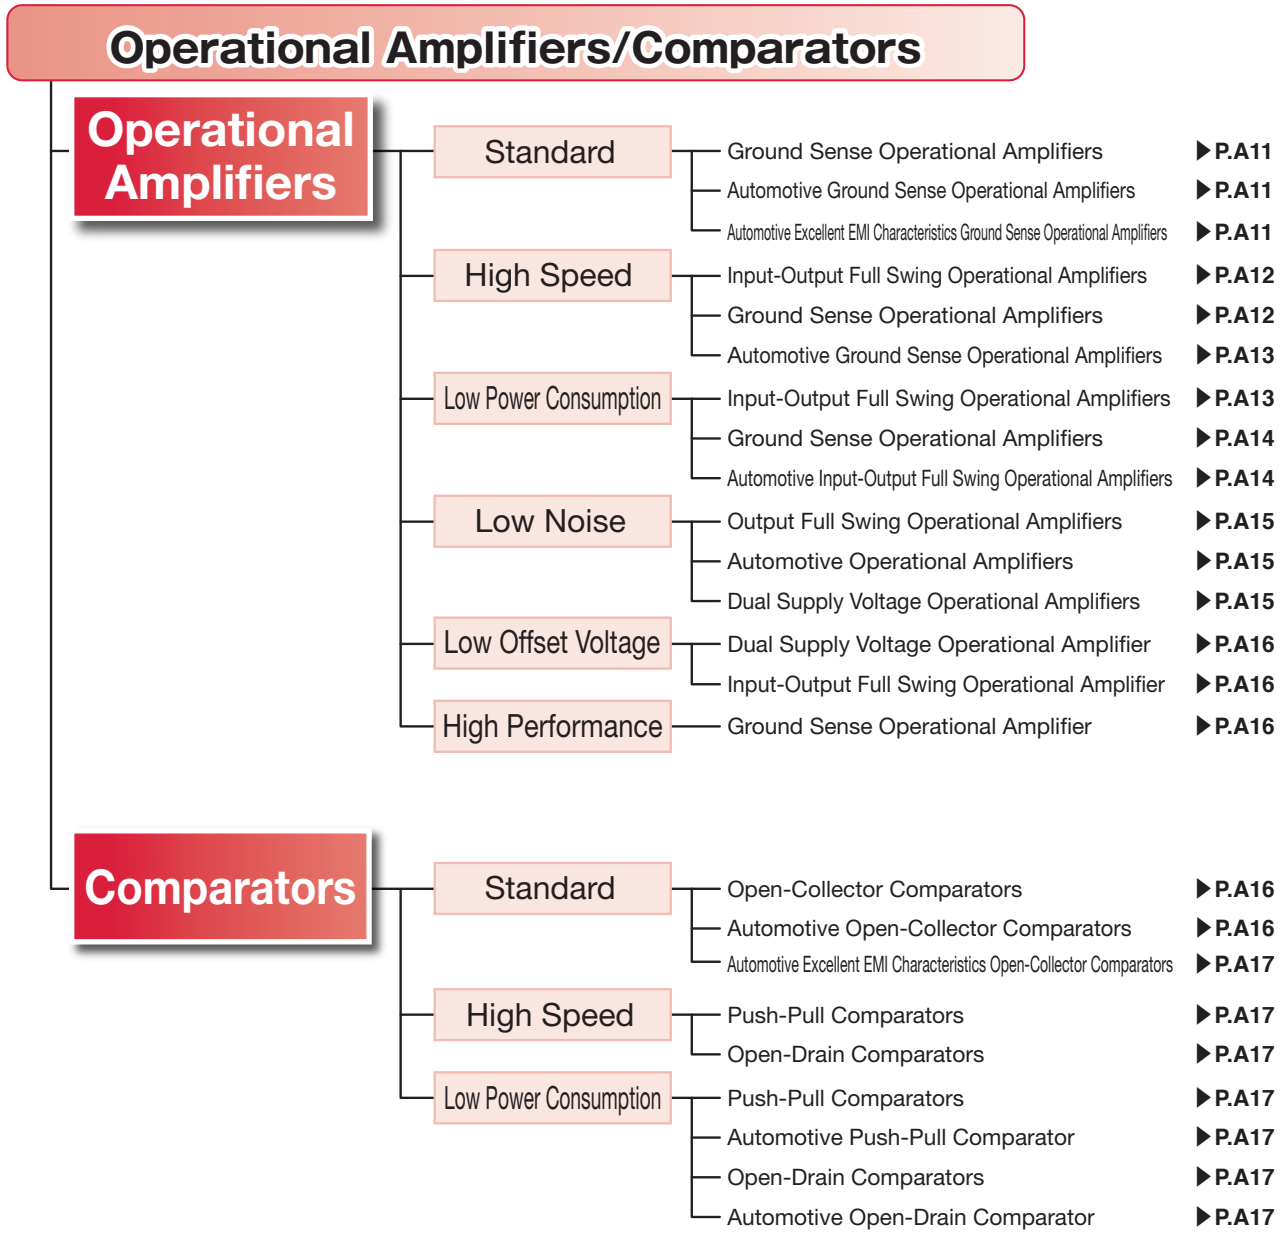 Operational Amplifiers/Comparators
Operational
Amplifiers
Standard
Ground Sense Operational Amplifiers ▶P.A11
Automotive Ground Sense Operational Amplifiers ▶P.A11
Automotive Excellent EMI Characteristics Ground Sense Operational Amplifiers ▶P.A11
High Speed
Input-Output Full Swing Operational Amplifiers ▶P.A12
Ground Sense Operational Amplifiers ▶P.A12
Automotive Ground Sense Operational Amplifiers ▶P.A13
Low Power Consumption
Input-Output Full Swing Operational Amplifiers ▶P.A13
Ground Sense Operational Amplifiers ▶P.A14
Automotive Input-Output Full Swing Operational Amplifiers ▶P.A14
Low Noise
Output Full Swing Operational Amplifiers ▶P.A15
Automotive Operational Amplifiers ▶P.A15
Dual Supply Voltage Operational Amplifiers ▶P.A15
Low Offset Voltage
Dual Supply Voltage Operational Amplifier ▶P.A16
Input-Output Full Swing Operational Amplifier ▶P.A16
High Performance
Ground Sense Operational Amplifier ▶P.A16
Comparators
Standard
Open-Collector Comparators ▶P.A16
Automotive Open-Collector Comparators ▶P.A16
Automotive Excellent EMI Characteristics Open-Collector Comparators ▶P.A17
High Speed
Push-Pull Comparators ▶P.A17
Open-Drain Comparators ▶P.A17
Low Power Consumption
Push-Pull Comparators ▶P.A17
Automotive Push-Pull Comparator ▶P.A17
Open-Drain Comparators ▶P.A17
Automotive Open-Drain Comparator ▶P.A17